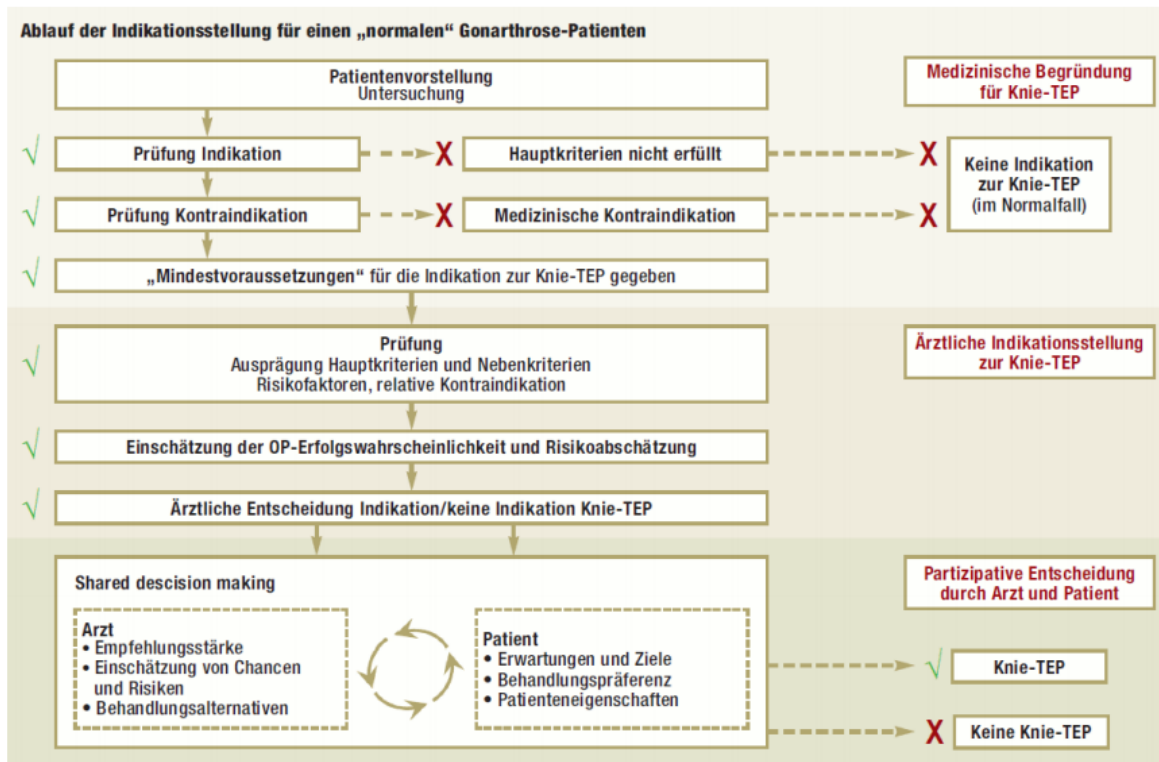 Ablauf der Indikationsstellung für einen „normalen“ Gonarthrose-Patienten
Patientenvorstellung
Untersuchung
Medizinische Begründung
für Knie-TEP
√
Prüfung Indikation
X
Hauptkriterien nicht erfüllt
X
Keine Indikation
zur Knie-TEP
(im Normalfall)
√
Prüfung Kontraindikation
X
Medizinische Kontraindikation
X
√
„Mindestvoraussetzungen“ für die Indikation zur Knie-TEP gegeben
√
Prüfung
Ausprägung Hauptkriterien und Nebenkriterien
Risikofaktoren, relative Kontraindikation
Ärztliche Indikationsstellung
zur Knie-TEP
√
Einschätzung der OP-Erfolgswahrscheinlichkeit und Risikoabschätzung
√
Ärztliche Entscheidung Indikation/keine Indikation Knie-TEP
Shared descision making
Partizipative Entscheidung
durch Arzt und Patient
Arzt
• Empfehlungsstärke
• Einschätzung von Chancen
und Risiken
• Behandlungsalternativen
Patient
• Erwartungen und Ziele
• Behandlungspräferenz
• Patienteneigenschaften
√
Knie-TEP
X
Keine Knie-TEP